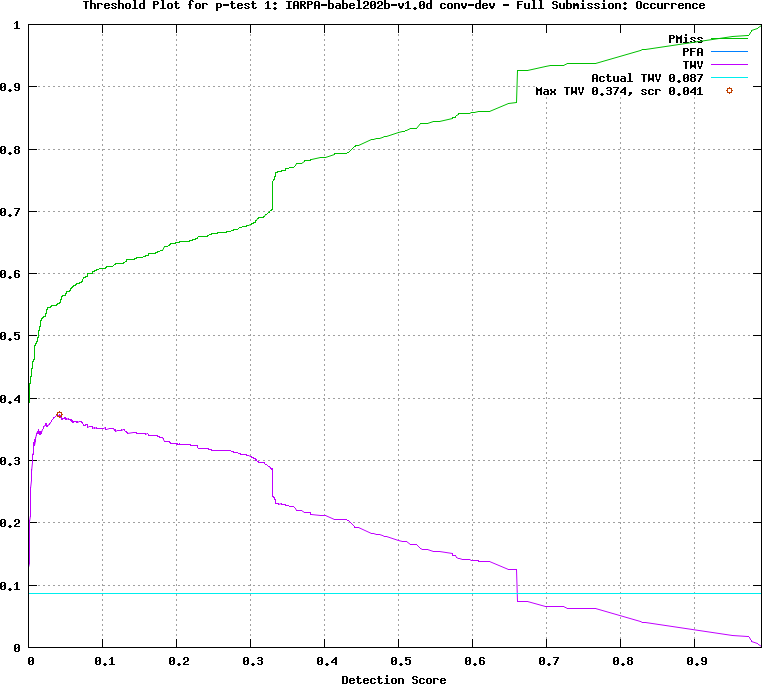 Threshold Plot for p-test 1: IARPA-babel202b-v1.0d conv-dev - Full Submission: Occurrence
PMiss
PFA
TWV
Actual TWV 0.087
Max TWV 0.374, scr 0.041
1
0.9
0.8
0.7
0.6
0.5
0.4
0.3
0.2
0.1
0
0 0.1 0.2 0.3 0.4 0.5 0.6 0.7 0.8 0.9
Detection Score